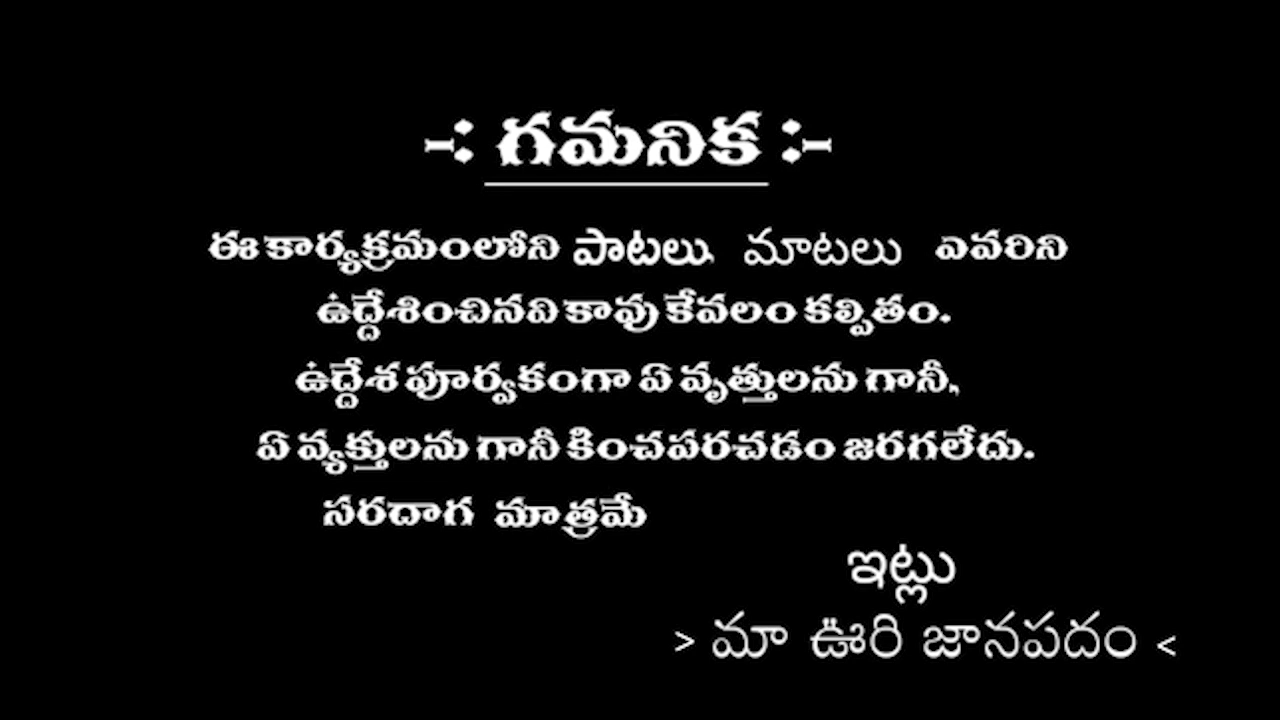 -: గమనిక :-
ఈ కార్యక్రమంలోని పాటలు, మాటలు ఎవరిని
ఉద్దేశించినవి కావు కేవలం కల్పితం.
ఉద్దేశ పూర్వకంగా ఏ వృత్తులను గానీ,
ఏ వ్యక్తులను గానీ కించపరచడం జరగలేదు.
సరదాగ మాత్రమే
ఇట్లు
> మా ఊరి జానపదం <